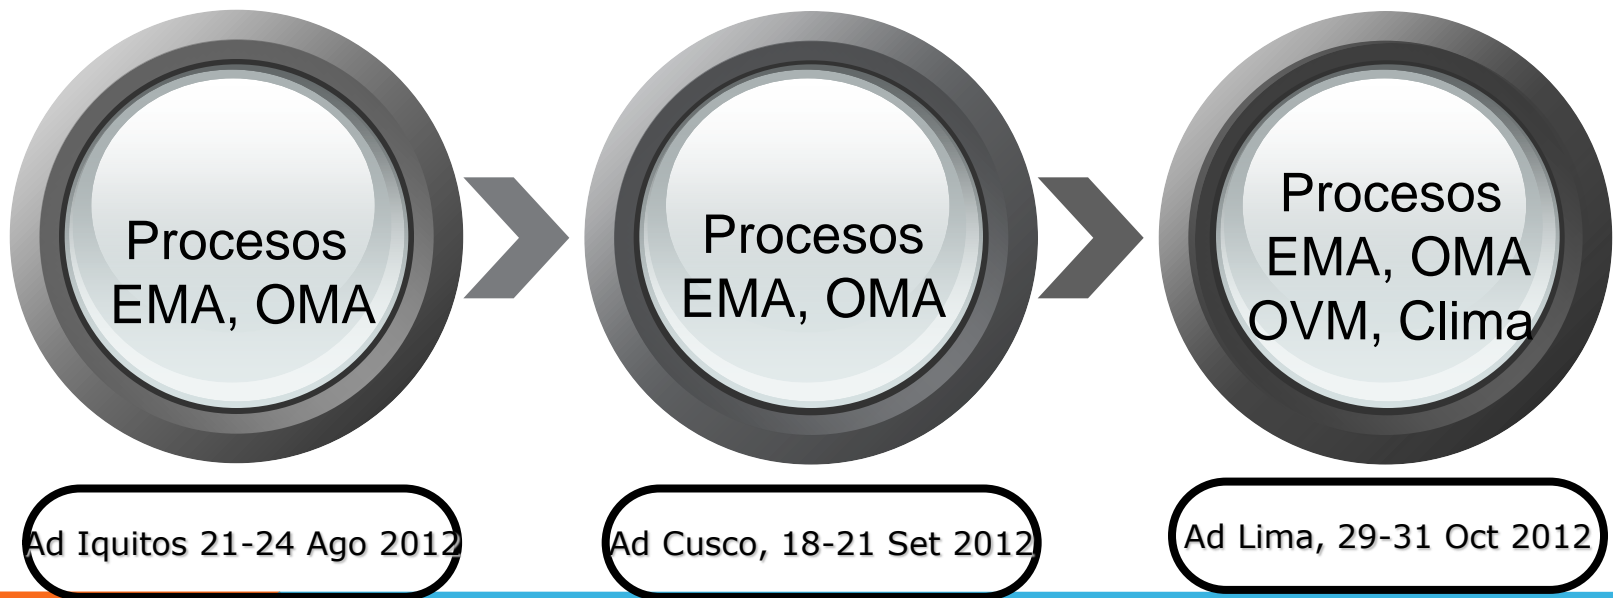 Procesos
EMA, OMA
Procesos
EMA, OMA
Procesos
EMA, OMA
OVM, Clima
Ad Iquitos 21-24 Ago 2012
Ad Cusco, 18-21 Set 2012
Ad Lima, 29-31 Oct 2012